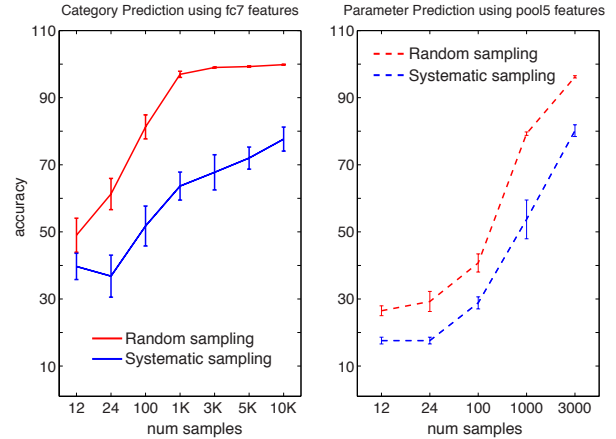 Category Prediction using fc7 features
110
90
70
50
30
10
accuracy
Random sampling
Systematic sampling
12 24 100 1K 3K 5K 10K
num samples
Parameter Prediction using pool5 features
110
90
70
50
30
10
Random sampling
Systematic sampling
12 24 100 1000 3000
num samples